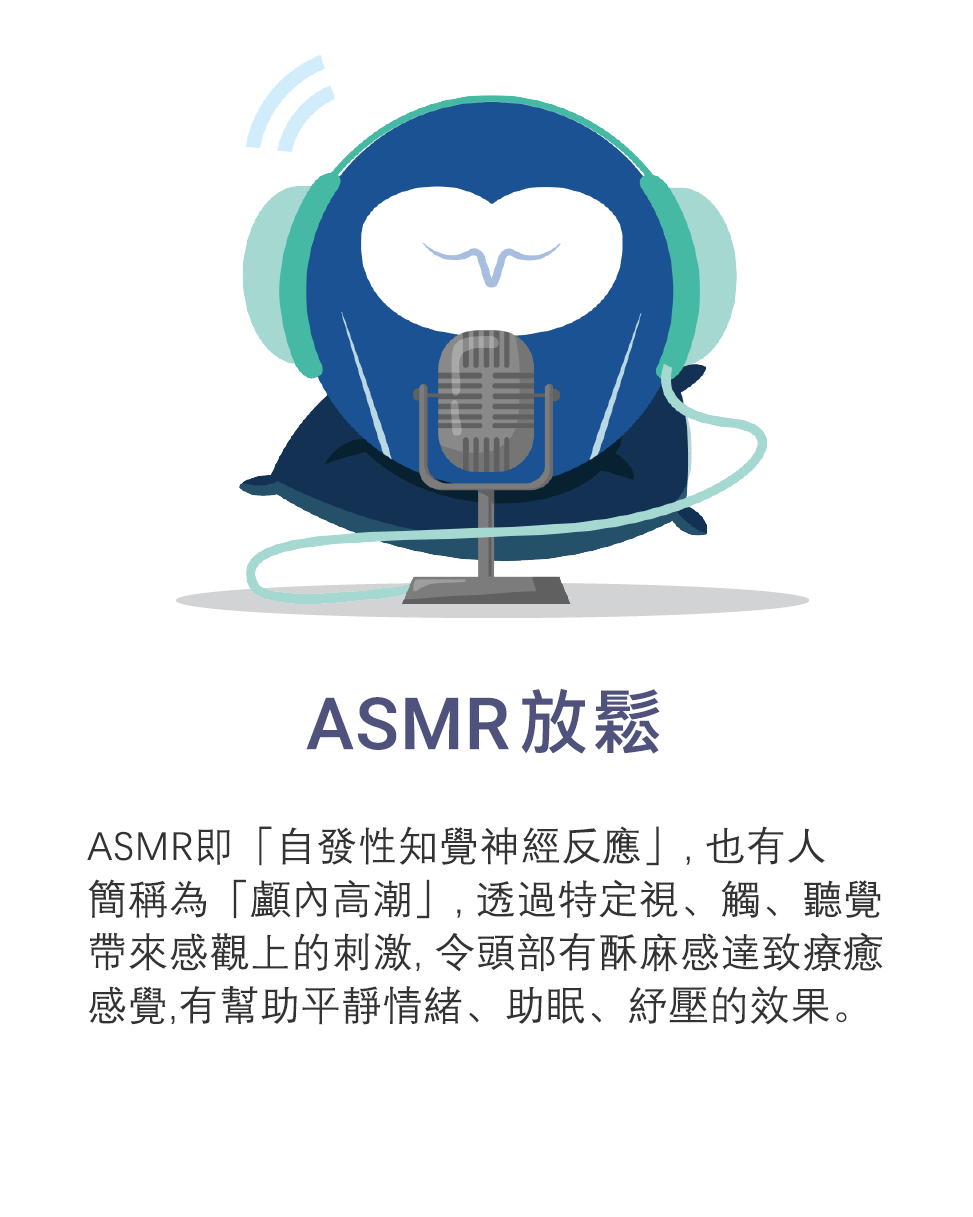 ASMR放鬆
ASMR即「自發性知覺神經反應」, 也有人
簡稱為「顱內高潮」, 透過特定視、觸、聽覺
帶來感觀上的刺激, 令頭部有酥麻感達致療癒
感覺,有幫助平靜情緒、助眠、紓壓的效果。